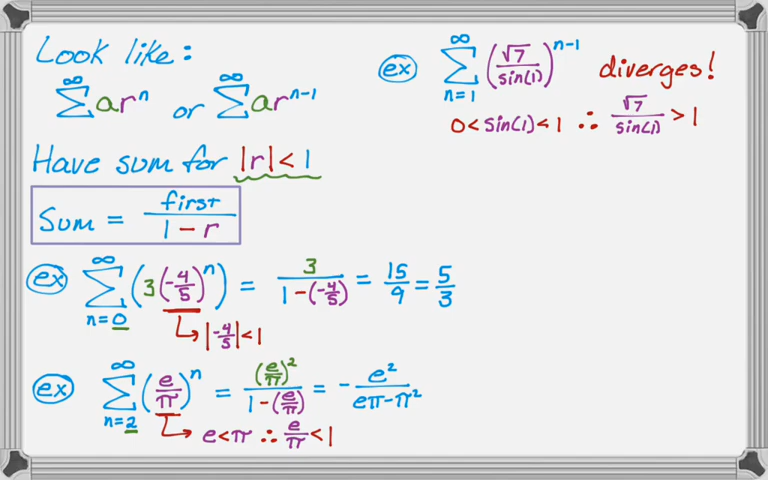 Look like:
∞∑ arⁿ or ∞∑ arⁿ⁻¹
Have sum for |r| < 1
Sum = first / (1 - r)
ex ∞∑n=0 (3(-4/5)ⁿ) = 3 / (1 - (-4/5)) = 15/9 = 5/3
↳ |-4/5| < 1
ex ∞∑n=2 (e/π)ⁿ = (e/π)² / (1 - (e/π)) = - e² / (eπ - π²)
↳ e < π ∴ e/π < 1
ex ∞∑n=1 (√7 / sin(1))ⁿ⁻¹ diverges!
0 < sin(1) < 1 ∴ √7 / sin(1) > 1